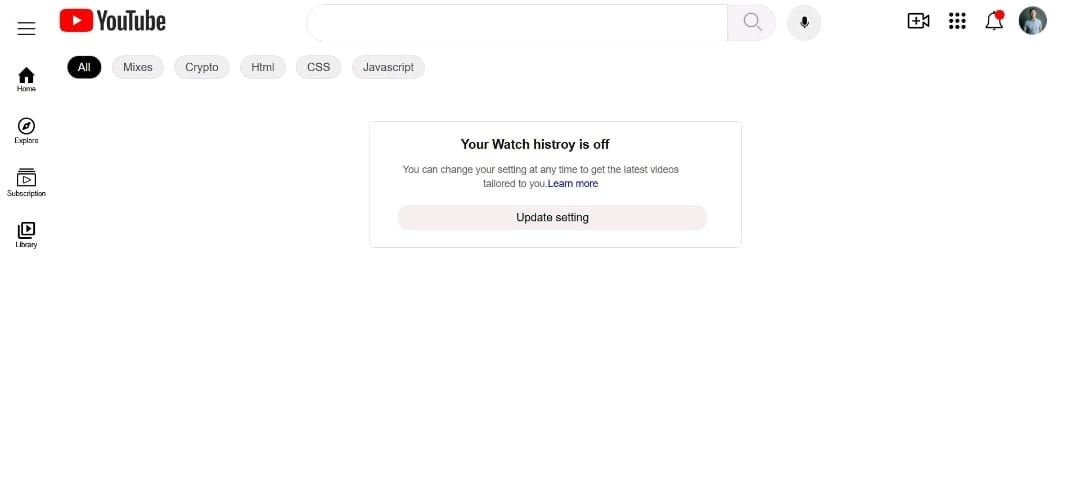 YouTube
All Mixes Crypto Html CSS Javascript
Home
Explore
Subscription
Library
Your Watch histroy is off
You can change your setting at any time to get the latest videos
tailored to you.Learn more
Update setting